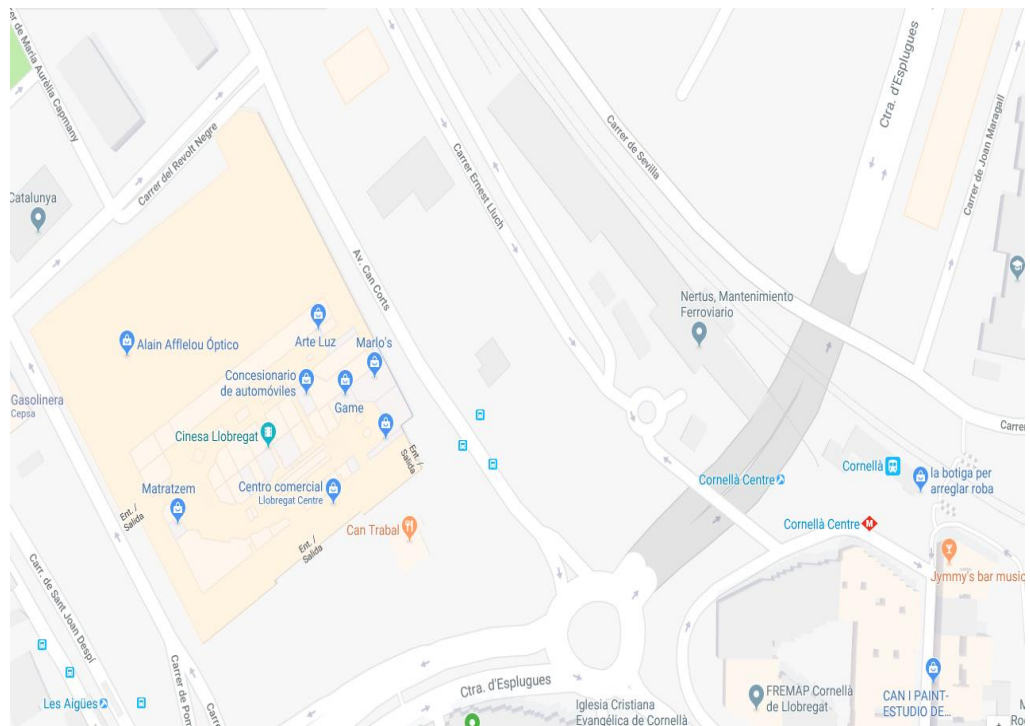 er de Maria Aurèlia Capmany
Carrer del Revolt Negre
Catalunya
Av. Can Corts
Carrer Ernest Lluch
Carrer de Sevilla
Ctra. d'Esplugues
Carrer de Joan Maragall
Nertus, Mantenimiento
Ferroviario
Alain Afflelou Óptico
Arte Luz
Marlo's
Concesionario
de automóviles
Game
Gasolinera
Cepsa
Cinesa Llobregat
Ent. /
Salida
Matratzem
Centro comercial
Llobregat Centre
Ent. /
Salida
Ent. /
Salida
Can Trabal
Cornellà Centre
Cornellà
la botiga per
arreglar roba
Carrer
Cornellà Centre
M
Jymmy's bar music
Carr. de Sant Joan Despí
Les Aigües
Carrer de Pont
Carr
Ctra. d'Esplugues
Iglesia Cristiana
Evangélica de Cornellà
FREMAP Cornellà
de Llobregat
CAN I PAINT-
ESTUDIO DE...